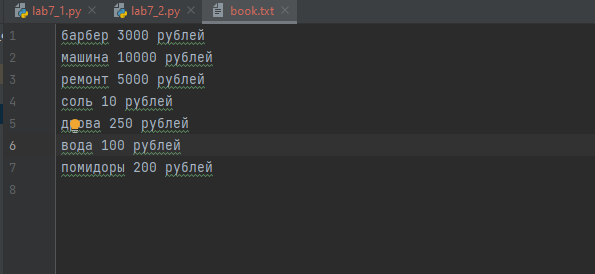 lab7_1.py lab7_2.py book.txt
1 барбер 3000 рублей
2 машина 10000 рублей
3 ремонт 5000 рублей
4 соль 10 рублей
5 дрова 250 рублей
6 вода 100 рублей
7 помидоры 200 рублей
8